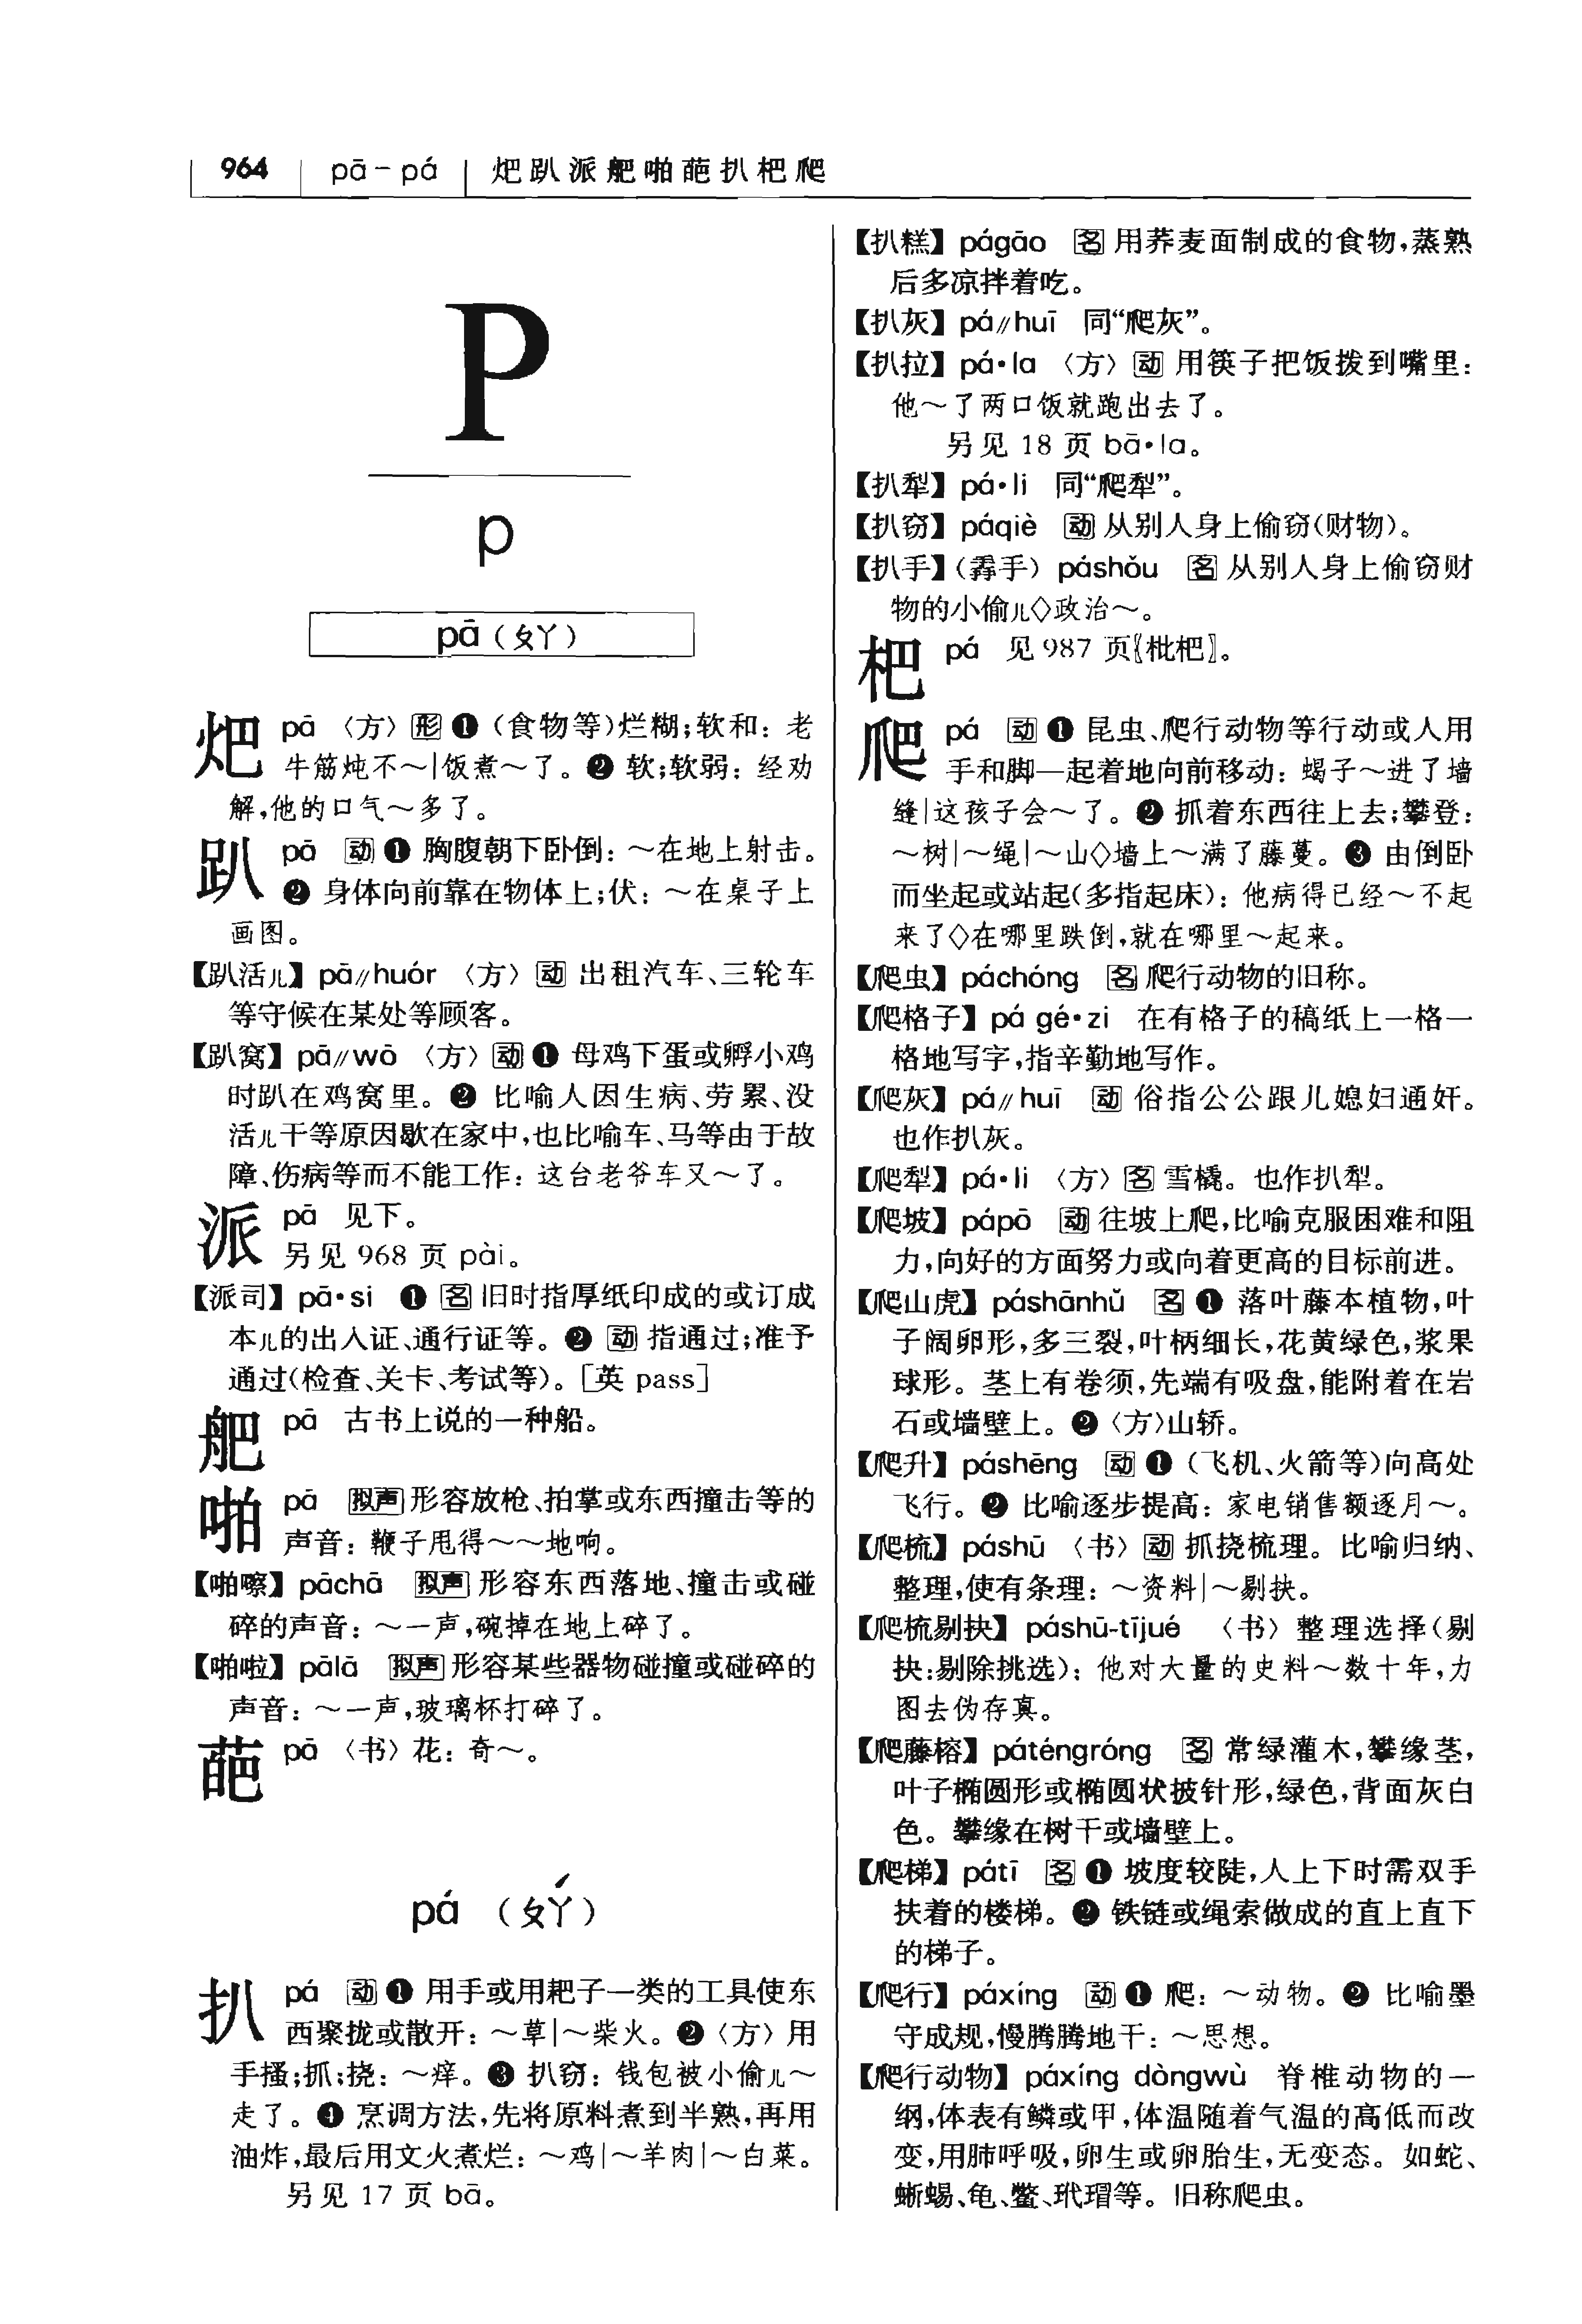 964 pā－pá 𤆵趴派舥啪葩扒杷爬
P
p
pā（ㄆㄚ）
𤆵 pā 〈方〉形❶（食物等）烂糊；软和：老
牛筋炖不～|饭煮～了。❷ 软；软弱：经劝
解，他的口气～多了。
趴 pā 动❶ 胸腹朝下卧倒：～在地上射击。
❷ 身体向前靠在物体上；伏：～在桌子上
画图。
【趴活儿】pā∥huór 〈方〉动 出租汽车、三轮车
等守候在某处等顾客。
【趴窝】pā∥wō 〈方〉动❶ 母鸡下蛋或孵小鸡
时趴在鸡窝里。❷ 比喻人因生病、劳累、没
活儿干等原因歇在家中，也比喻车、马等由于故
障、伤病等而不能工作：这台老爷车又～了。
派 pā 见下。
另见 968 页 pài。
【派司】pā·si ❶ 名 旧时指厚纸印成的或订成
本儿的出入证、通行证等。❷ 动 指通过；准予
通过（检查、关卡、考试等）。［英 pass］
舥 pā 古书上说的一种船。
啪 pā 拟声 形容放枪、拍掌或东西撞击等的
声音：鞭子甩得～～地响。
【啪嚓】pāchā 拟声 形容东西落地、撞击或碰
碎的声音：～一声，碗掉在地上碎了。
【啪啦】pālā 拟声 形容某些器物碰撞或碰碎的
声音：～一声，玻璃杯打碎了。
葩 pā 〈书〉花：奇～。
pá （ㄆㄚˊ）
扒 pá 动❶ 用手或用耙子一类的工具使东
西聚拢或散开：～草|～柴火。❷〈方〉用
手搔；抓；挠：～痒。❸ 扒窃：钱包被小偷儿～
走了。❹ 烹调方法，先将原料煮到半熟，再用
油炸，最后用文火煮烂：～鸡|～羊肉|～白菜。
另见 17 页 bā。
【扒糕】págāo 名 用荞麦面制成的食物，蒸熟
后多凉拌着吃。
【扒灰】pá∥huī 同“爬灰”。
【扒拉】pá·la 〈方〉动 用筷子把饭拨到嘴里：
他～了两口饭就跑出去了。
另见 18 页 bā·la。
【扒犁】pá·li 同“爬犁”。
【扒窃】páqiè 动 从别人身上偷窃（财物）。
【扒手】（掱手）páshǒu 名 从别人身上偷窃财
物的小偷儿◇政治～。
杷 pá 见 987 页〖枇杷〗。
爬 pá 动❶ 昆虫、爬行动物等行动或人用
手和脚一起着地向前移动：蝎子～进了墙
缝|这孩子会～了。❷ 抓着东西往上去；攀登：
～树|～绳|～山◇墙上～满了藤蔓。❸ 由倒卧
而坐起或站起（多指起床）：他病得已经～不起
来了◇在哪里跌倒，就在哪里～起来。
【爬虫】páchóng 名 爬行动物的旧称。
【爬格子】pá gé·zi 在有格子的稿纸上一格一
格地写字，指辛勤地写作。
【爬灰】pá∥huī 动 俗指公公跟儿媳妇通奸。
也作扒灰。
【爬犁】pá·li 〈方〉名 雪橇。也作扒犁。
【爬坡】pápō 动 往坡上爬，比喻克服困难和阻
力，向好的方面努力或向着更高的目标前进。
【爬山虎】páshānhǔ 名❶ 落叶藤本植物，叶
子阔卵形，多三裂，叶柄细长，花黄绿色，浆果
球形。茎上有卷须，先端有吸盘，能附着在岩
石或墙壁上。❷〈方〉山轿。
【爬升】páshēng 动❶（飞机、火箭等）向高处
飞行。❷ 比喻逐步提高：家电销售额逐月～。
【爬梳】páshū 〈书〉动 抓挠梳理。比喻归纳、
整理，使有条理：～资料|～剔抉。
【爬梳剔抉】páshū-tījué 〈书〉整理选择（剔
抉：剔除挑选）：他对大量的史料～数十年，力
图去伪存真。
【爬藤榕】páténgróng 名 常绿灌木，攀缘茎，
叶子椭圆形或椭圆状披针形，绿色，背面灰白
色。攀缘在树干或墙壁上。
【爬梯】pátī 名❶ 坡度较陡，人上下时需双手
扶着的楼梯。❷ 铁链或绳索做成的直上直下
的梯子。
【爬行】páxíng 动❶ 爬：～动物。❷ 比喻墨
守成规，慢腾腾地干：～思想。
【爬行动物】páxíng dòngwù 脊椎动物的一
纲，体表有鳞或甲，体温随着气温的高低而改
变，用肺呼吸，卵生或卵胎生，无变态。如蛇、
蜥蜴、龟、鳖、玳瑁等。旧称爬虫。